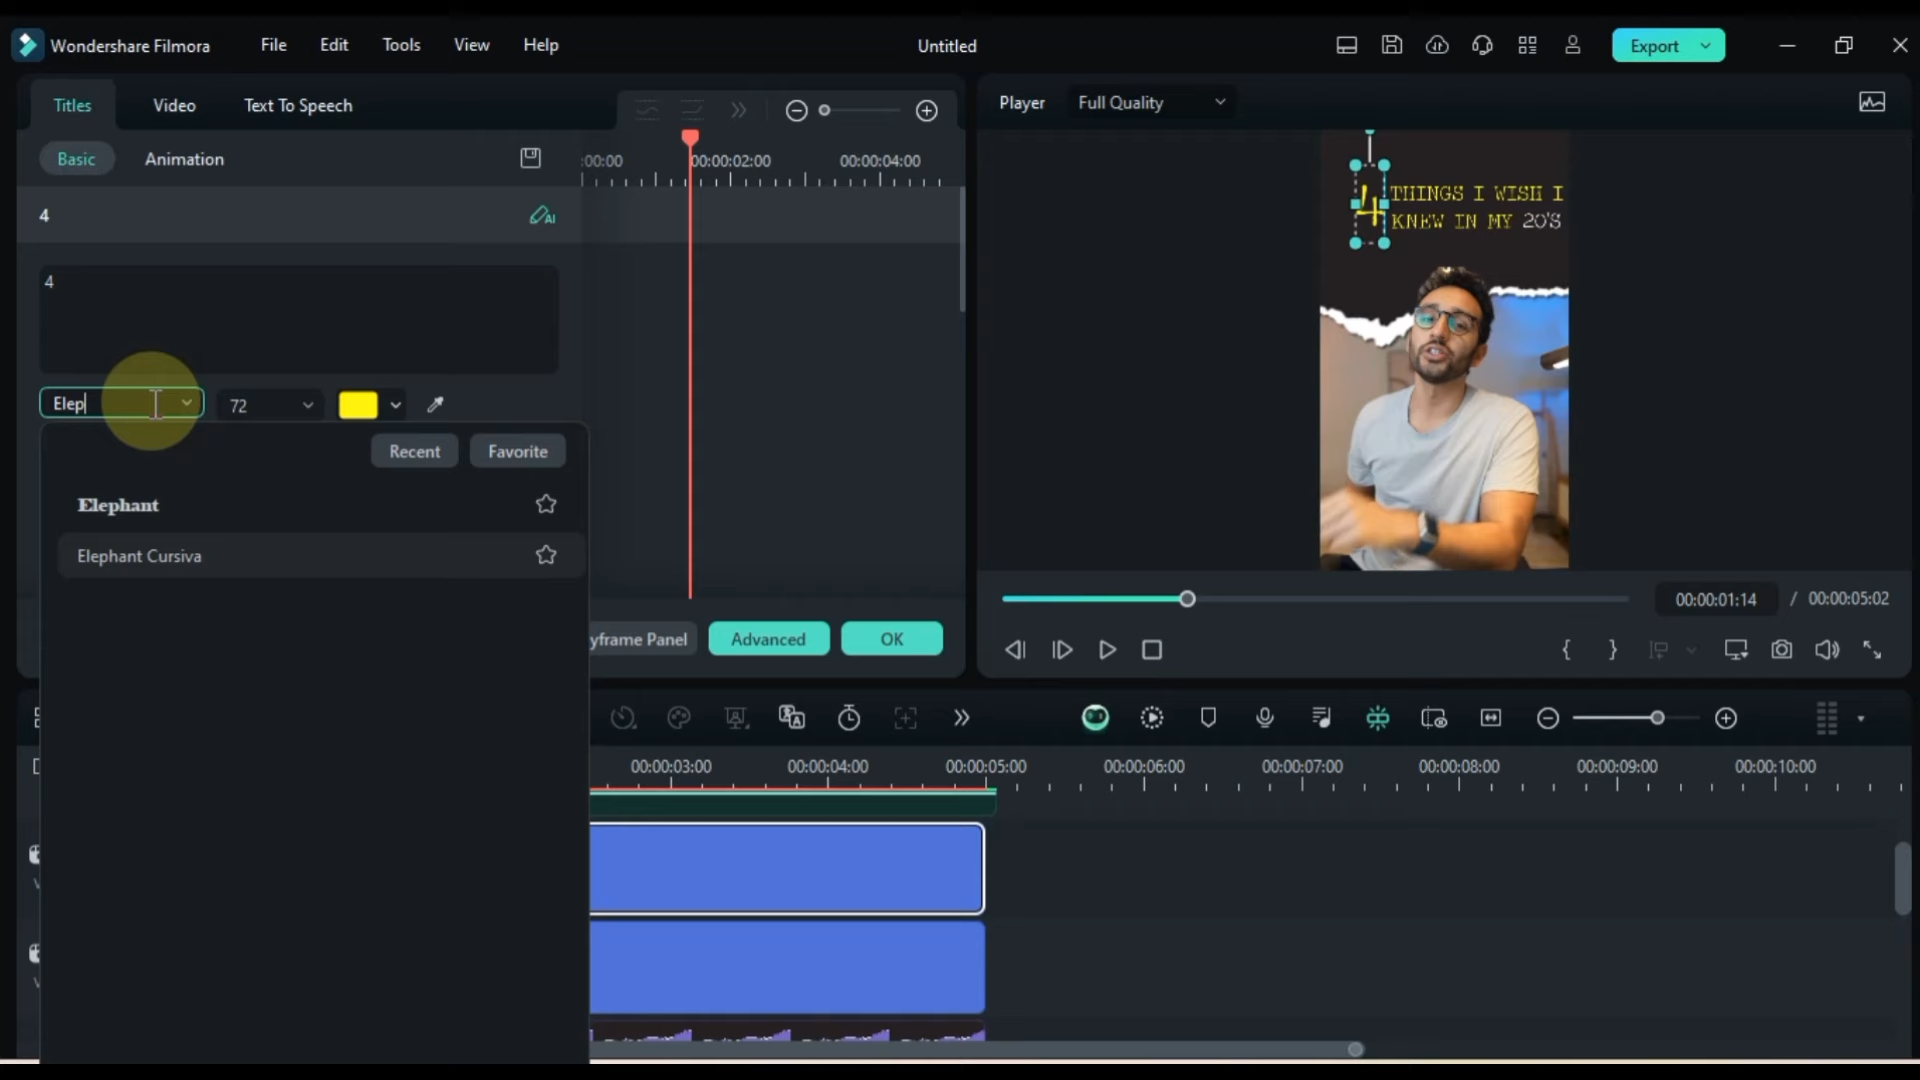 Wondershare Filmora File Edit Tools View Help Untitled Export
Titles Video Text To Speech
Player Full Quality
Basic Animation
:00:00 00:00:02:00 00:00:04:00
4 AI
4
4 THINGS I WISH I
KNEW IN MY 20'S
Elep 72
Recent Favorite
Elephant
Elephant Cursiva
yframe Panel Advanced OK
00:00:01:14 / 00:00:05:02
00:00:03:00 00:00:04:00 00:00:05:00 00:00:06:00 00:00:07:00 00:00:08:00 00:00:09:00 00:00:10:00